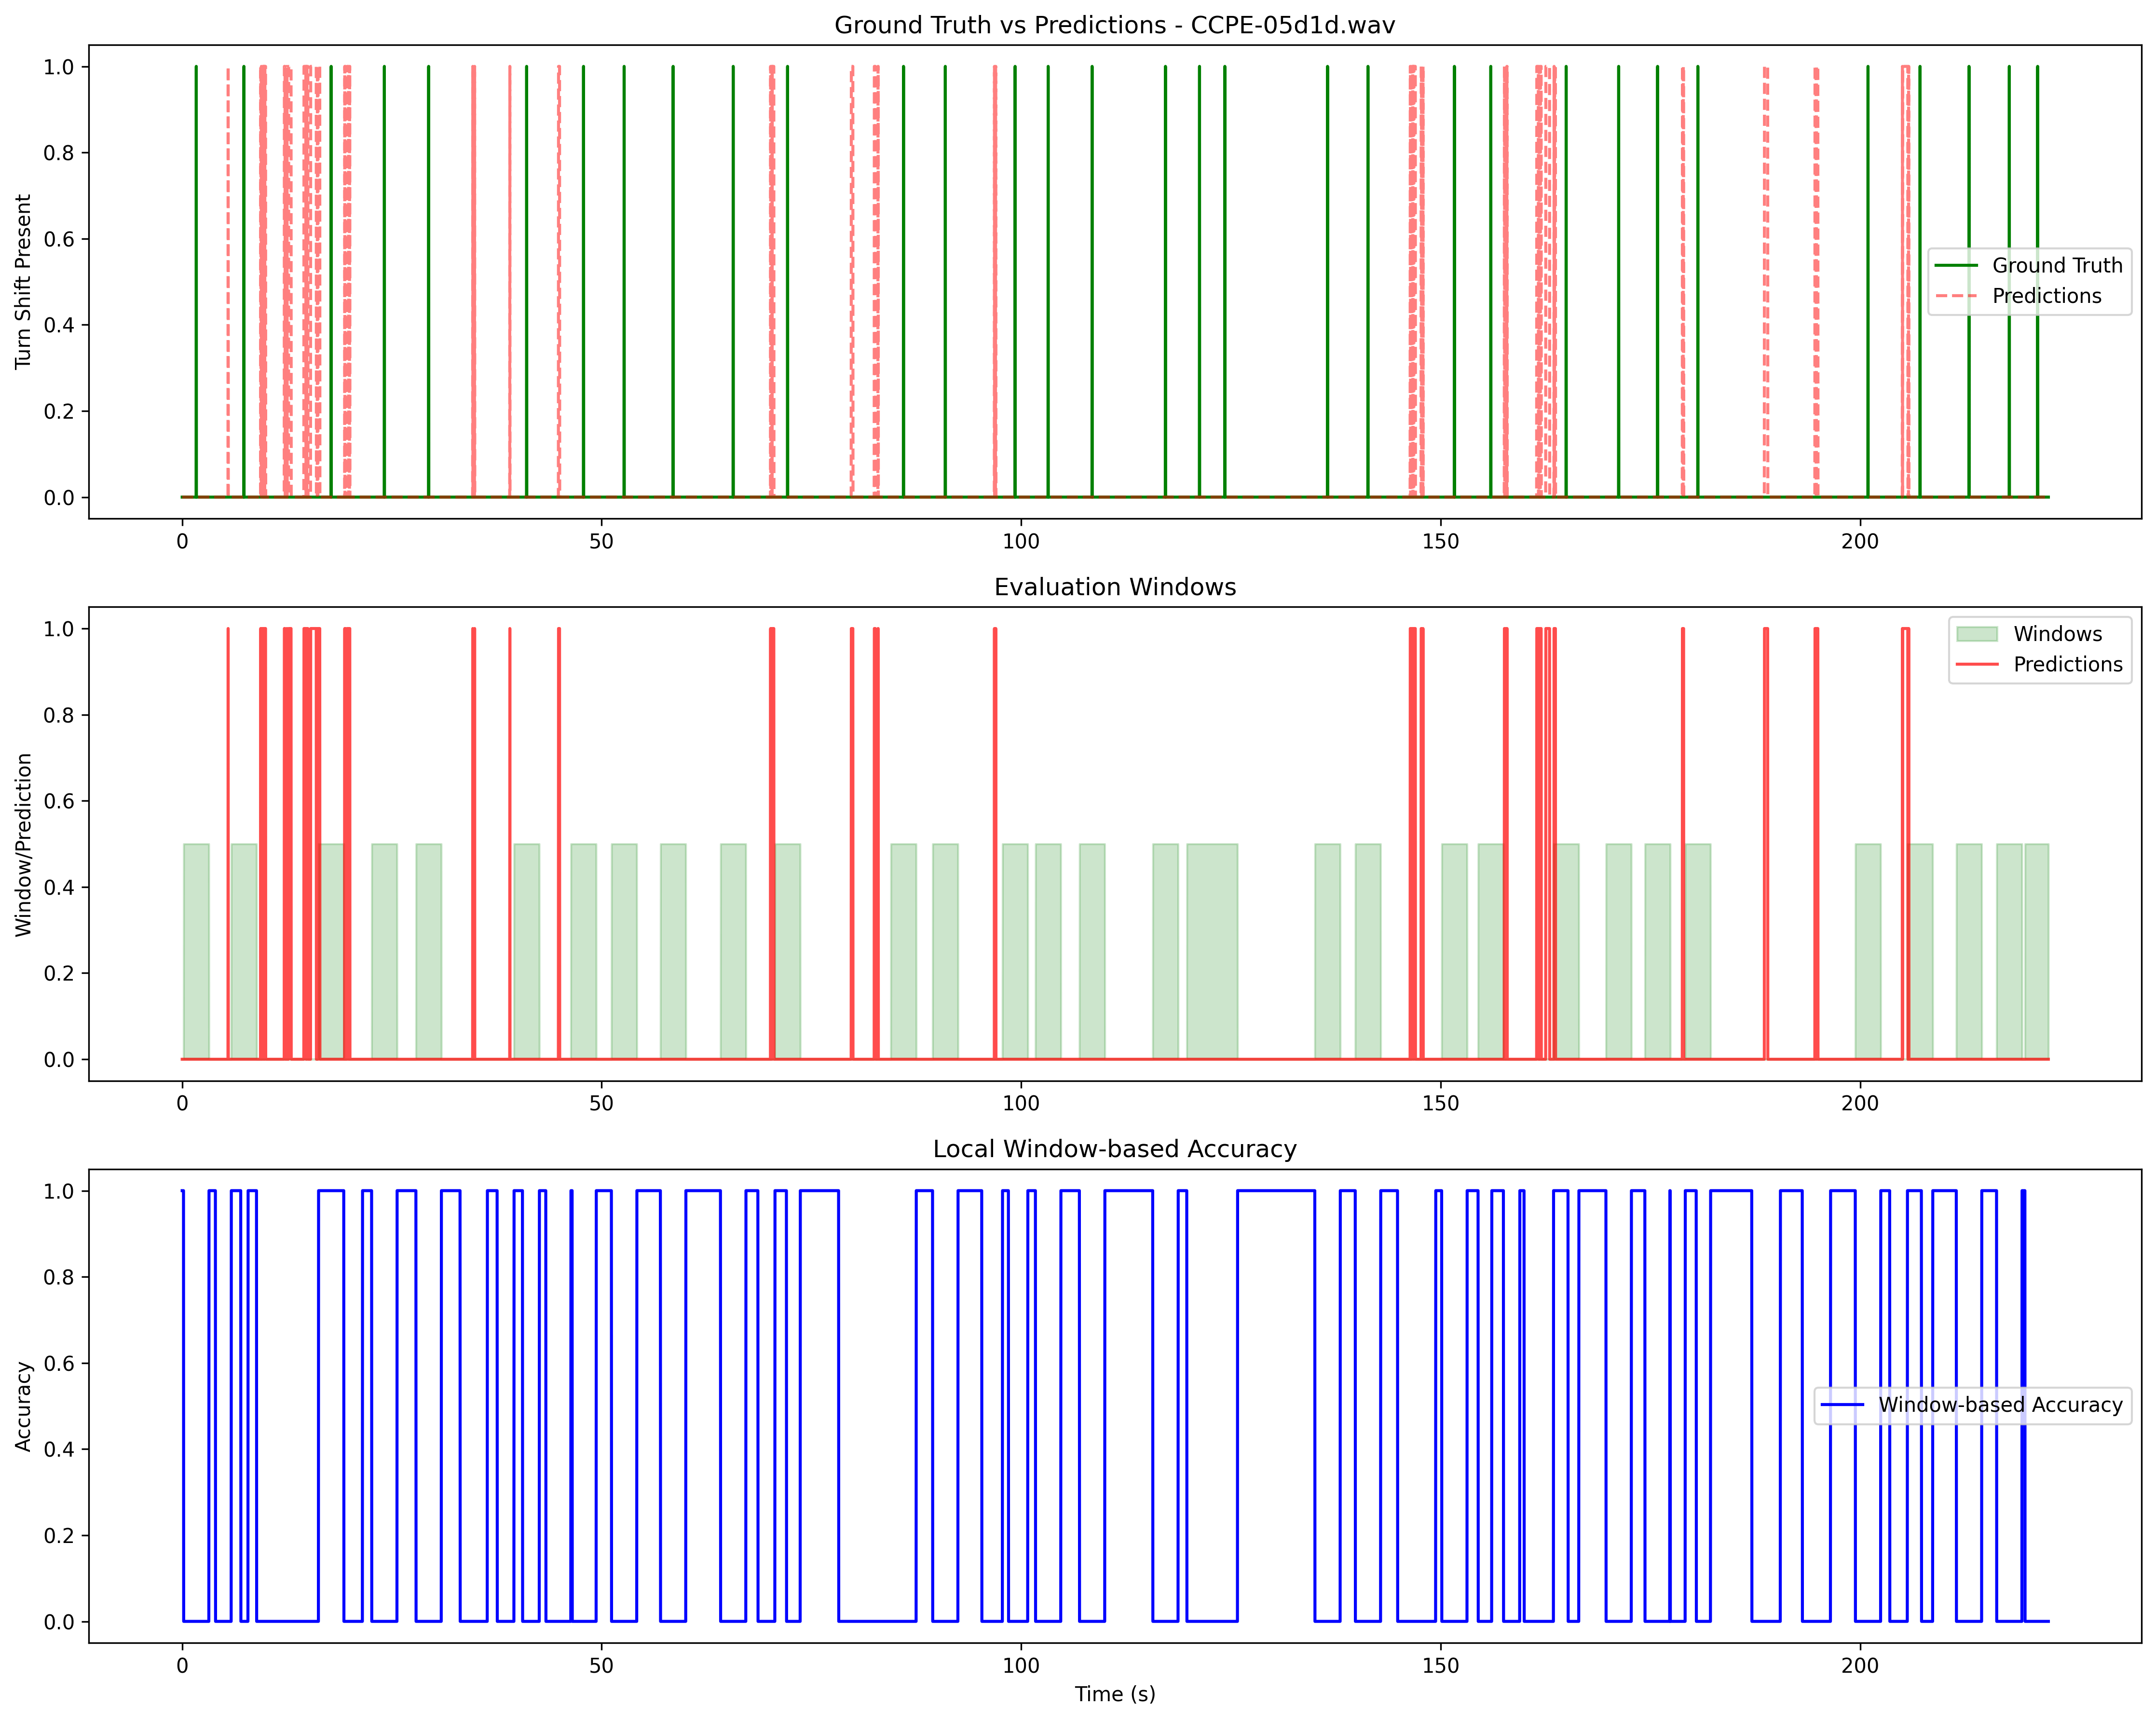 Ground Truth vs Predictions - CCPE-05d1d.wav
Turn Shift Present
1.0
0.8
0.6
0.4
0.2
0.0
Ground Truth
Predictions
0 50 100 150 200
Evaluation Windows
Window/Prediction
1.0
0.8
0.6
0.4
0.2
0.0
Windows
Predictions
0 50 100 150 200
Local Window-based Accuracy
Accuracy
1.0
0.8
0.6
0.4
0.2
0.0
Window-based Accuracy
0 50 100 150 200
Time (s)